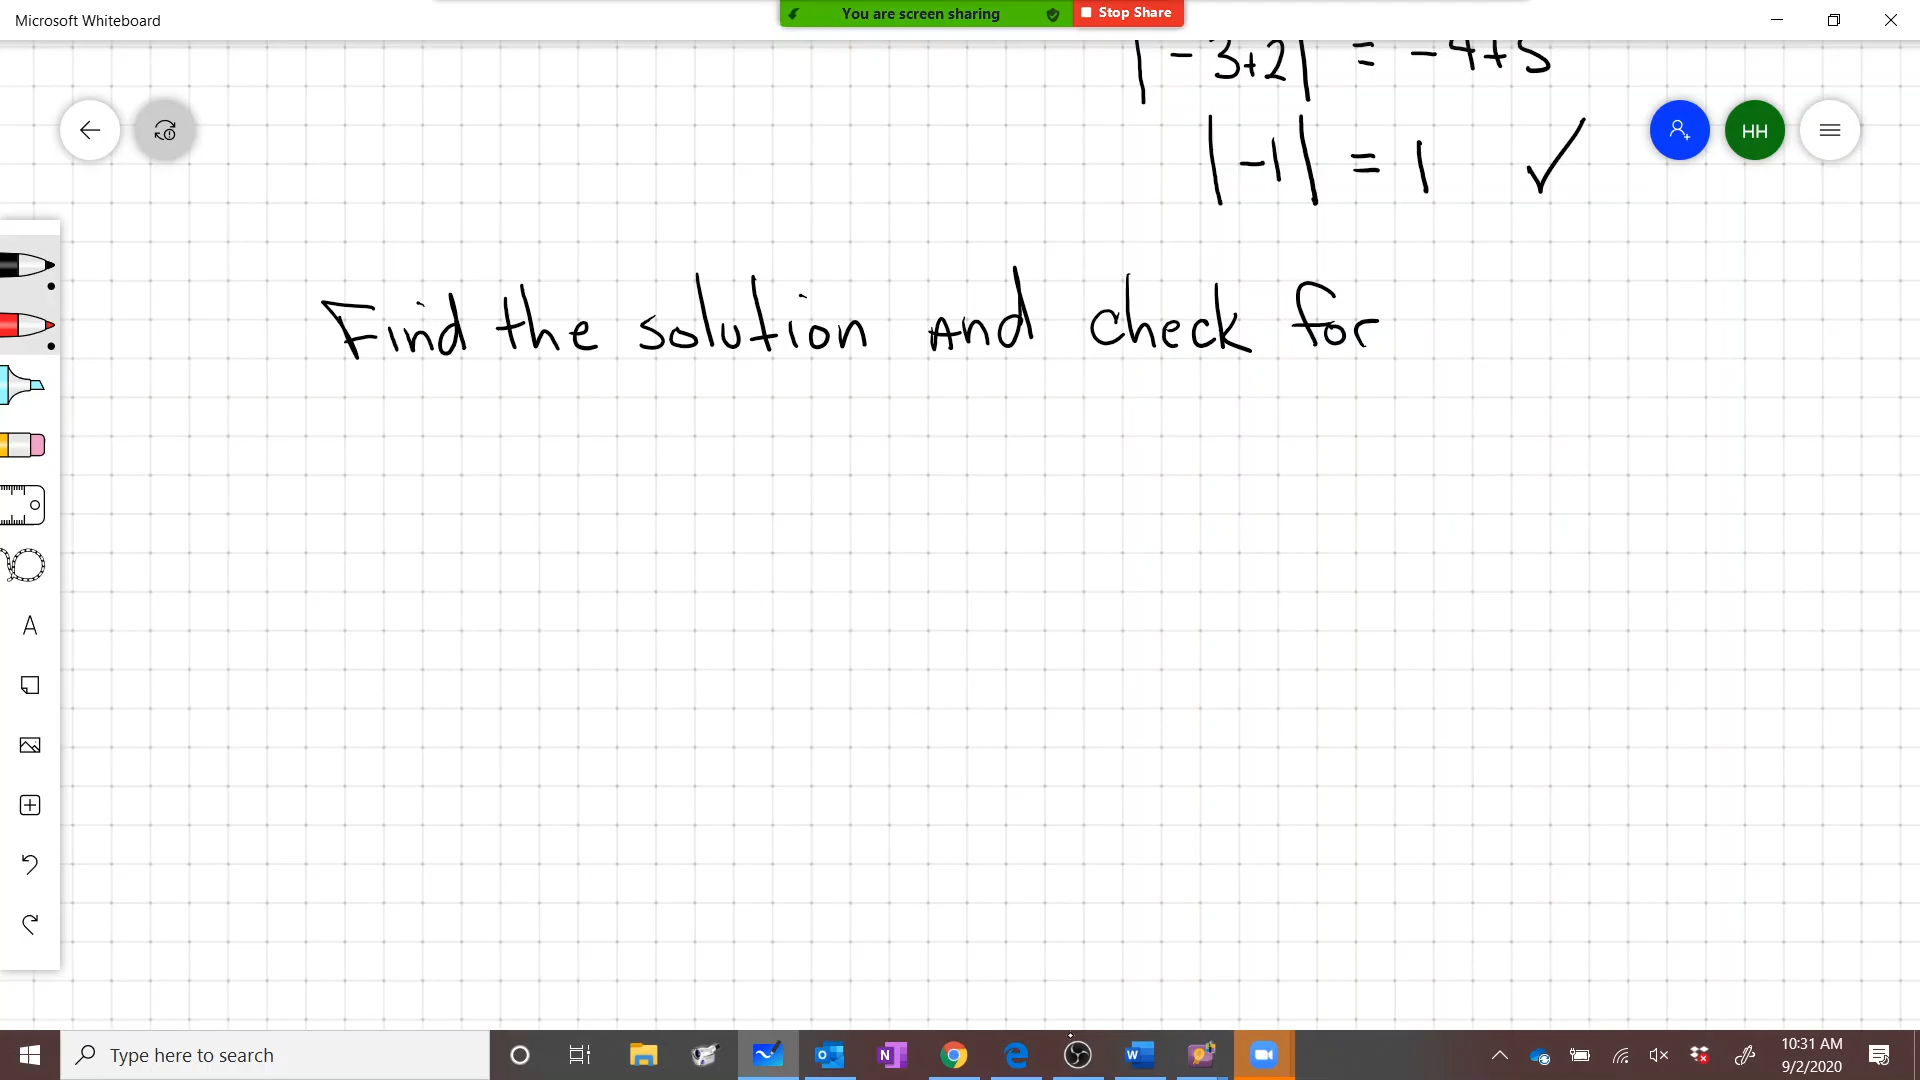 Microsoft Whiteboard
You are screen sharing
Stop Share
|-3+2| = -4+5
|-1| = 1 ✓
HH
Find the solution and check for
A
Type here to search
10:31 AM
9/2/2020